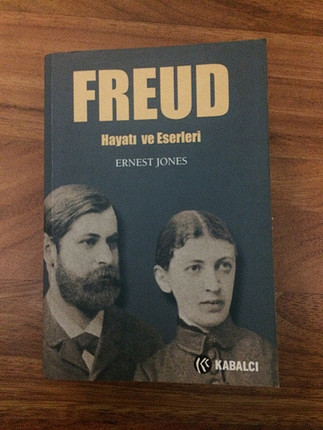 FREUD
Hayatı ve Eserleri
ERNEST JONES
KABALCI